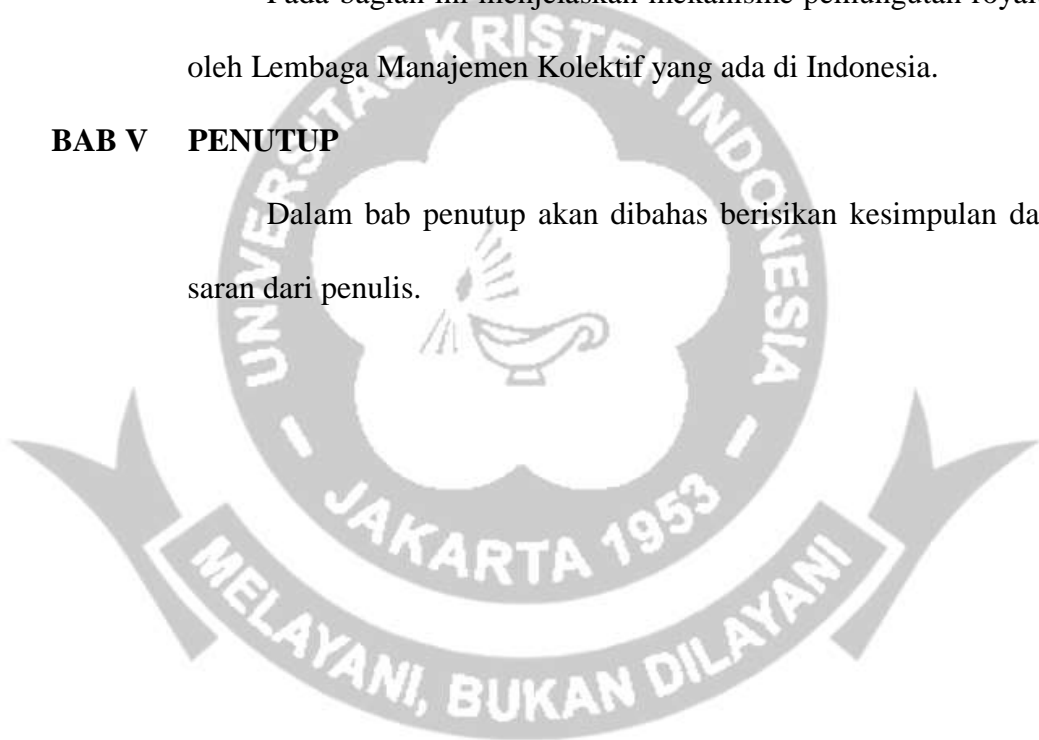 Pada bagian ini menjelaskan mekanisme pemungutan royal
oleh Lembaga Manajemen Kolektif yang ada di Indonesia.
BAB V PENUTUP
Dalam bab penutup akan dibahas berisikan kesimpulan da
saran dari penulis.
UNIVERSITAS KRISTEN INDONESIA
- JAKARTA 1953 -
MELAYANI, BUKAN DILAYANI